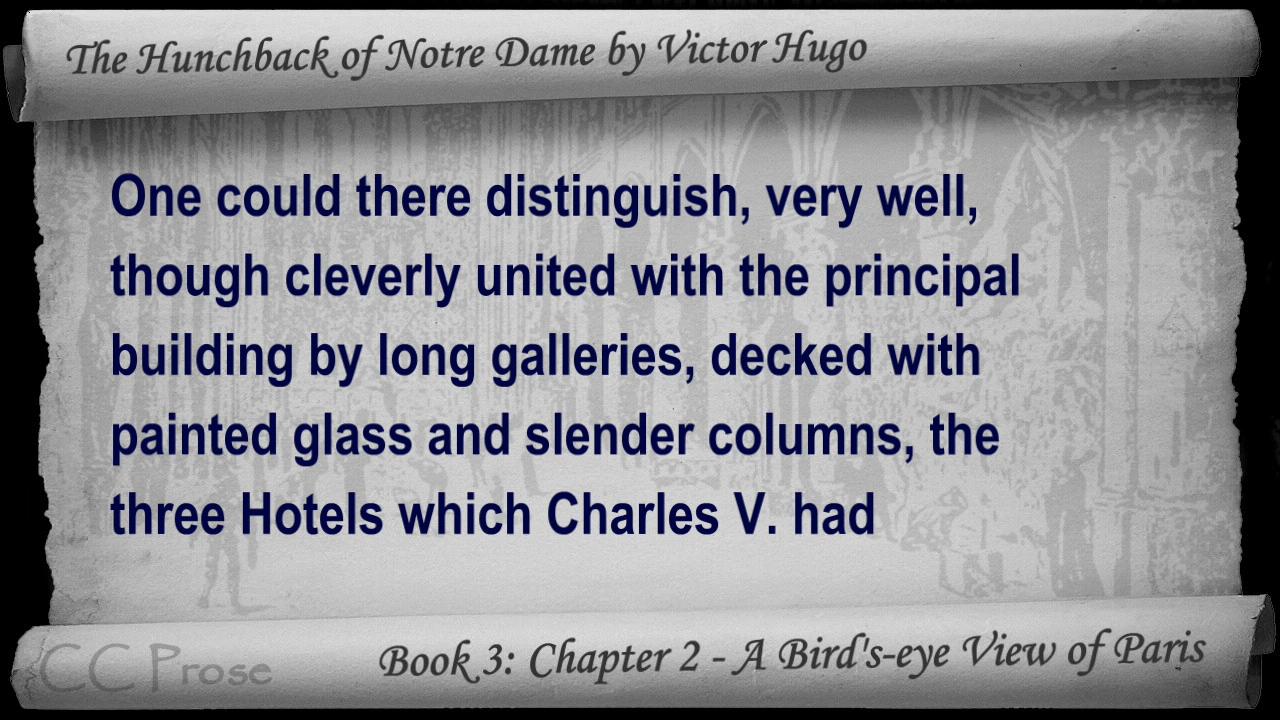 The Hunchback of Notre Dame by Victor Hugo
One could there distinguish, very well,
though cleverly united with the principal
building by long galleries, decked with
painted glass and slender columns, the
three Hotels which Charles V. had
CC Prose
Book 3: Chapter 2 - A Bird's-eye View of Paris